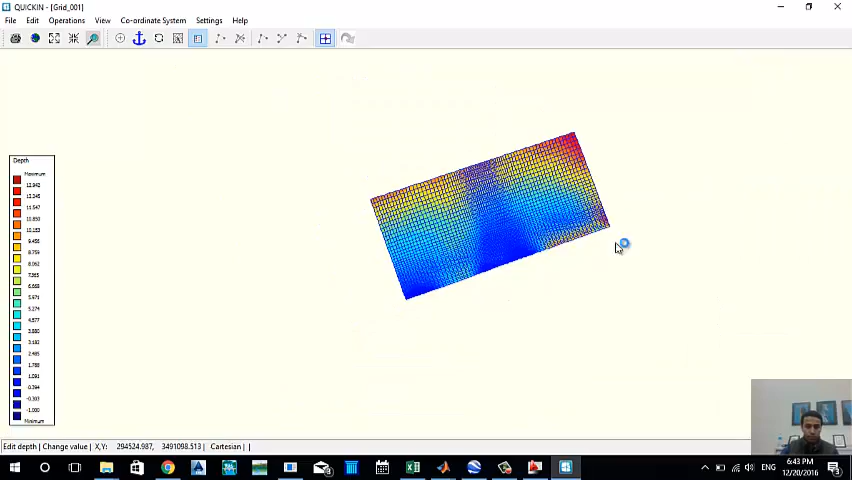 QUICKIN - [Grid_001]
File Edit Operations View Co-ordinate System Settings Help
Depth
Maximum
12.942
12.245
11.547
10.850
10.153
9.456
8.759
8.062
7.365
6.668
5.971
5.274
4.577
3.880
3.182
2.485
1.788
1.091
0.394
-0.303
-1.000
Minimum
Edit depth | Change value | X,Y: 294524.987, 3491098.513 | Cartesian | |
ENG
6:43 PM
12/20/2016